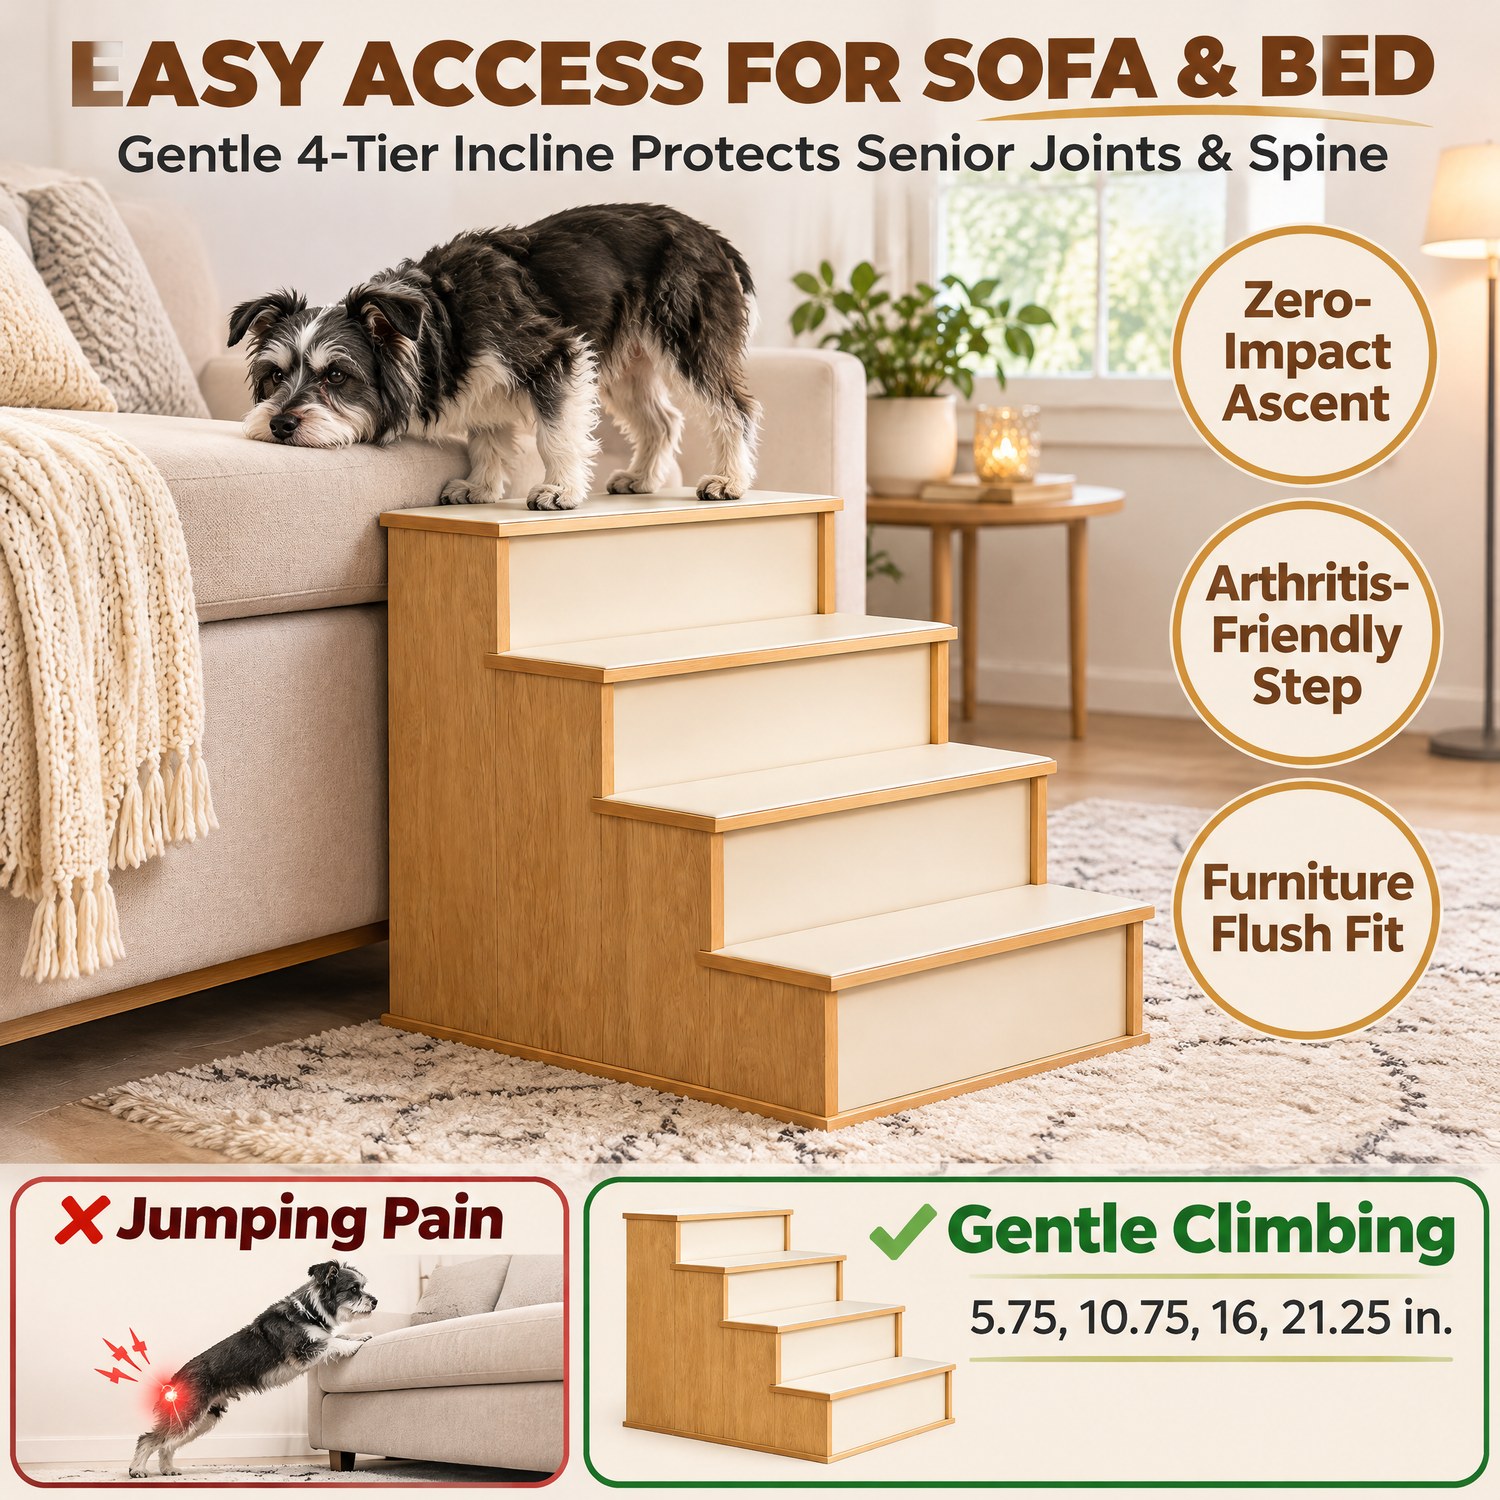 EASY ACCESS FOR SOFA & BED
Gentle 4-Tier Incline Protects Senior Joints & Spine
Zero-
Impact
Ascent
Arthritis-
Friendly
Step
Furniture
Flush Fit
Jumping Pain
Gentle Climbing
5.75, 10.75, 16, 21.25 in.